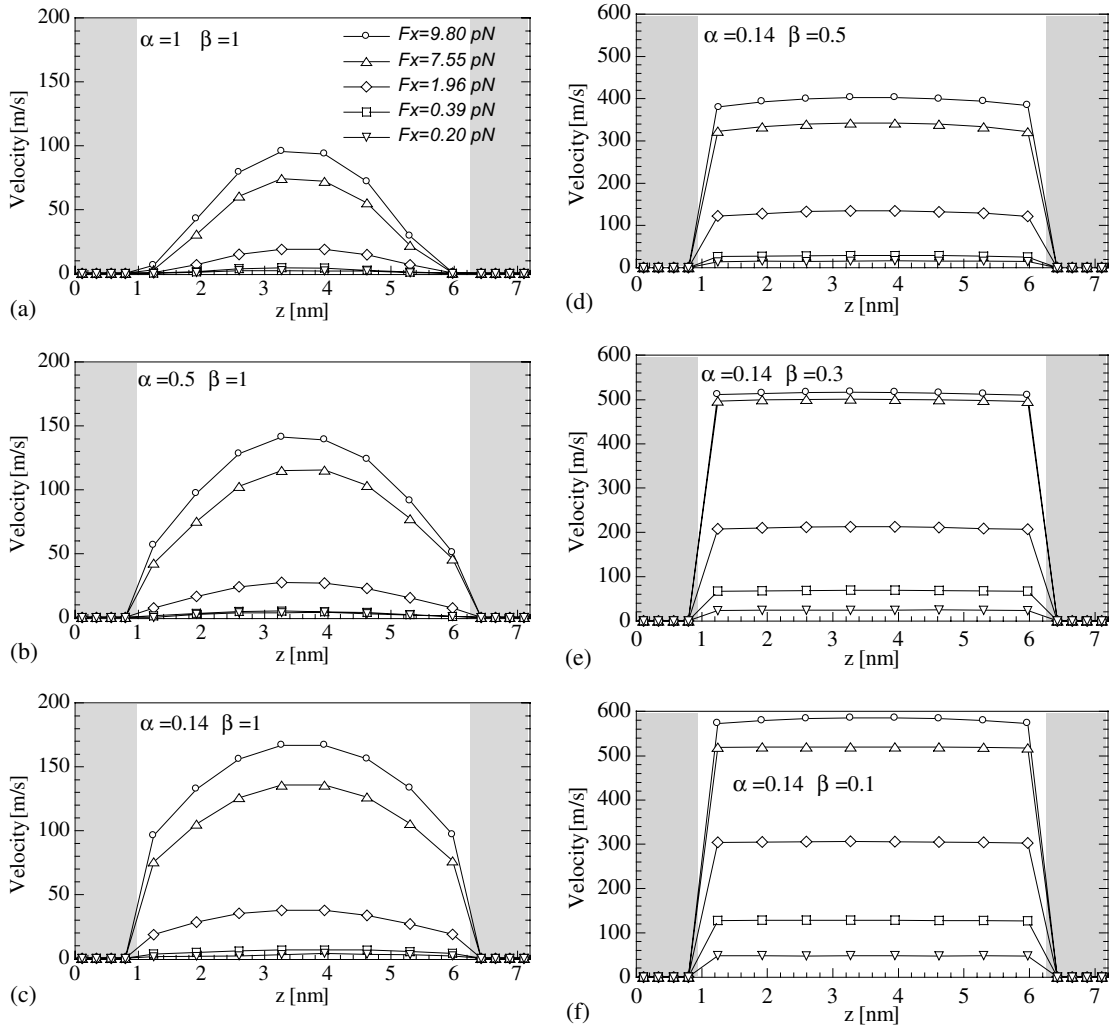 α=1 β=1
Fx=9.80 pN
Fx=7.55 pN
Fx=1.96 pN
Fx=0.39 pN
Fx=0.20 pN
200
150
100
50
0
Velocity [m/s]
0 1 2 3 4 5 6 7
z [nm]
(a)
α=0.5 β=1
200
150
100
50
0
Velocity [m/s]
0 1 2 3 4 5 6 7
z [nm]
(b)
α=0.14 β=1
200
150
100
50
0
Velocity [m/s]
0 1 2 3 4 5 6 7
z [nm]
(c)
α=0.14 β=0.5
600
500
400
300
200
100
0
Velocity [m/s]
0 1 2 3 4 5 6 7
z [nm]
(d)
α=0.14 β=0.3
600
500
400
300
200
100
0
Velocity [m/s]
0 1 2 3 4 5 6 7
z [nm]
(e)
α=0.14 β=0.1
600
500
400
300
200
100
0
Velocity [m/s]
0 1 2 3 4 5 6 7
z [nm]
(f)